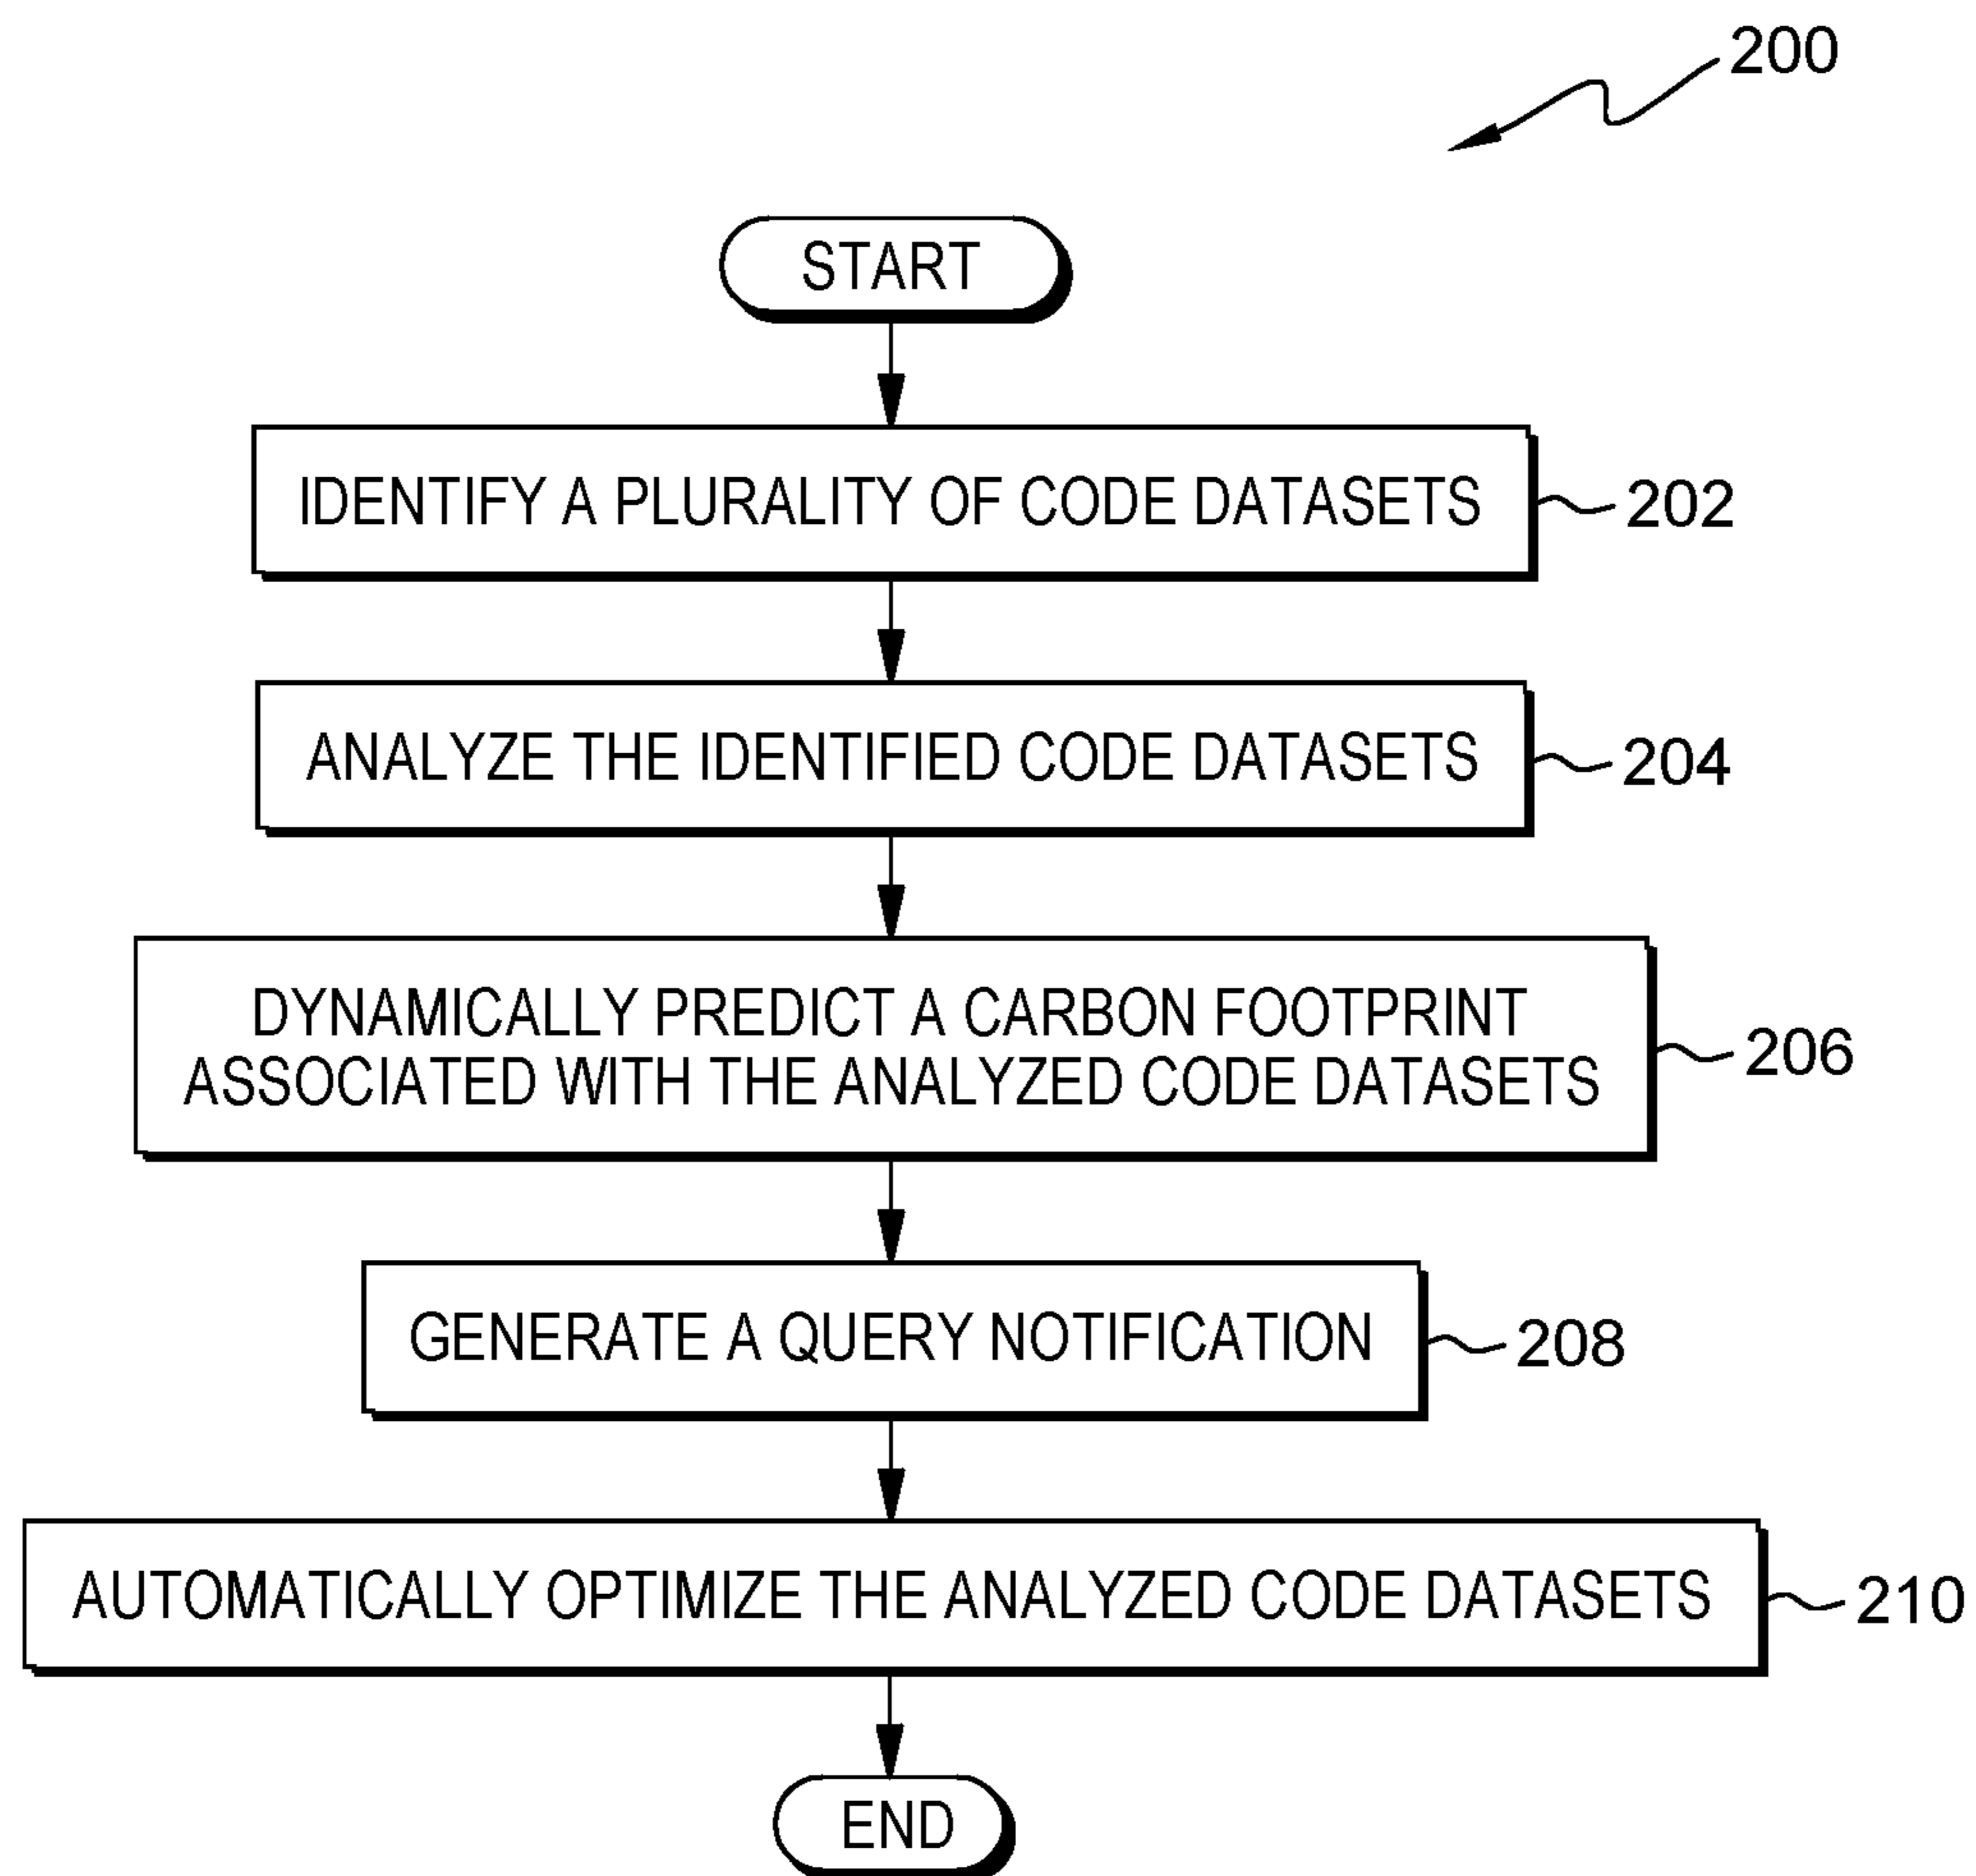 200
START
IDENTIFY A PLURALITY OF CODE DATASETS
202
ANALYZE THE IDENTIFIED CODE DATASETS
204
DYNAMICALLY PREDICT A CARBON FOOTPRINT
ASSOCIATED WITH THE ANALYZED CODE DATASETS
206
GENERATE A QUERY NOTIFICATION
208
AUTOMATICALLY OPTIMIZE THE ANALYZED CODE DATASETS
210
END